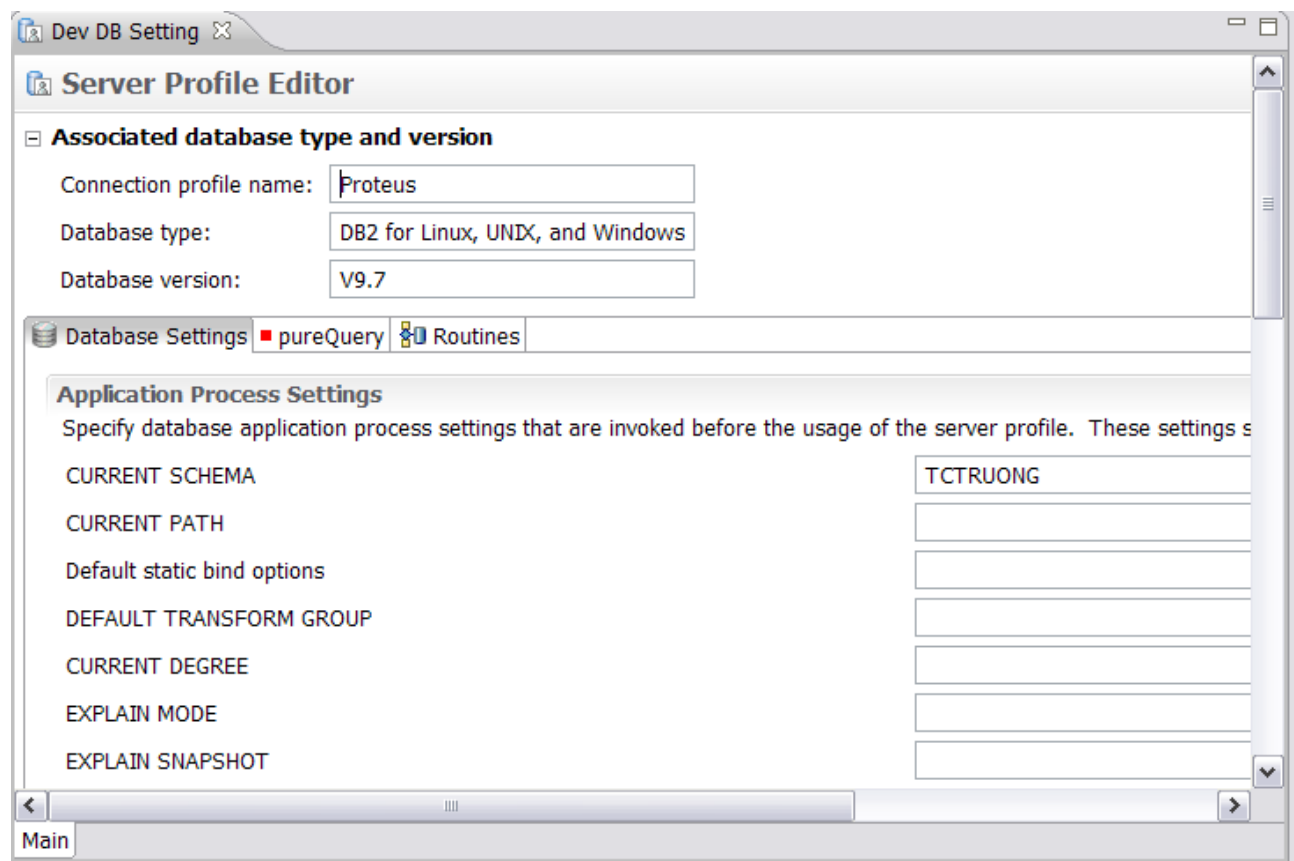 Dev DB Setting
Server Profile Editor
Associated database type and version
Connection profile name: Proteus
Database type: DB2 for Linux, UNIX, and Windows
Database version: V9.7
Database Settings pureQuery Routines
Application Process Settings
Specify database application process settings that are invoked before the usage of the server profile. These settings s
CURRENT SCHEMA TCTRUONG
CURRENT PATH
Default static bind options
DEFAULT TRANSFORM GROUP
CURRENT DEGREE
EXPLAIN MODE
EXPLAIN SNAPSHOT
Main